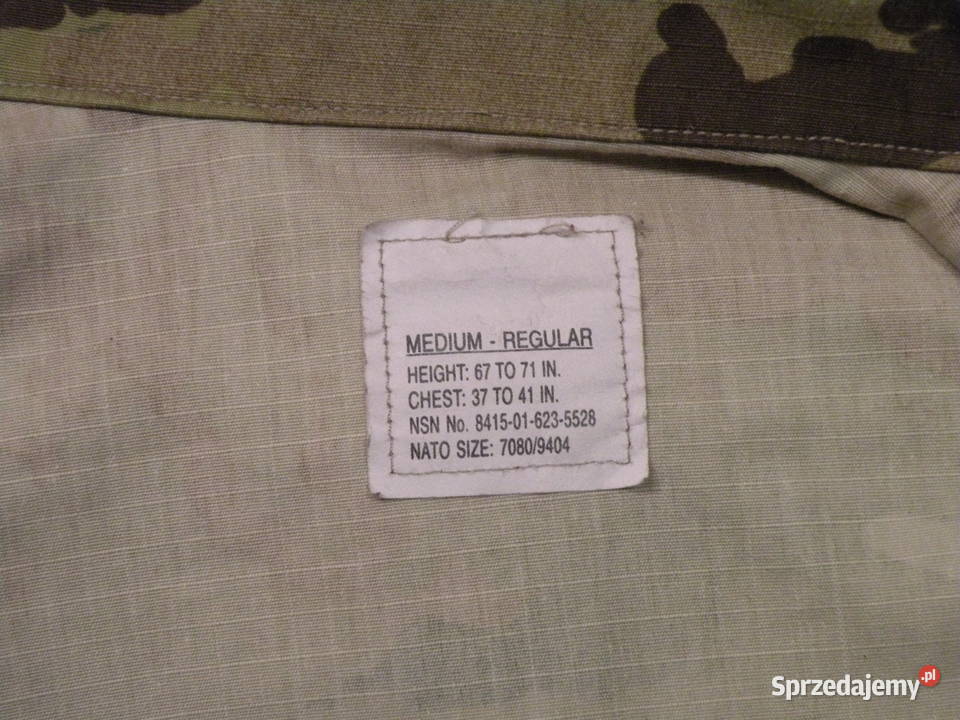 MEDIUM - REGULAR
HEIGHT: 67 TO 71 IN.
CHEST: 37 TO 41 IN.
NSN No. 8415-01-623-5528
NATO SIZE: 7080/9404
Sprzedajemy.pl